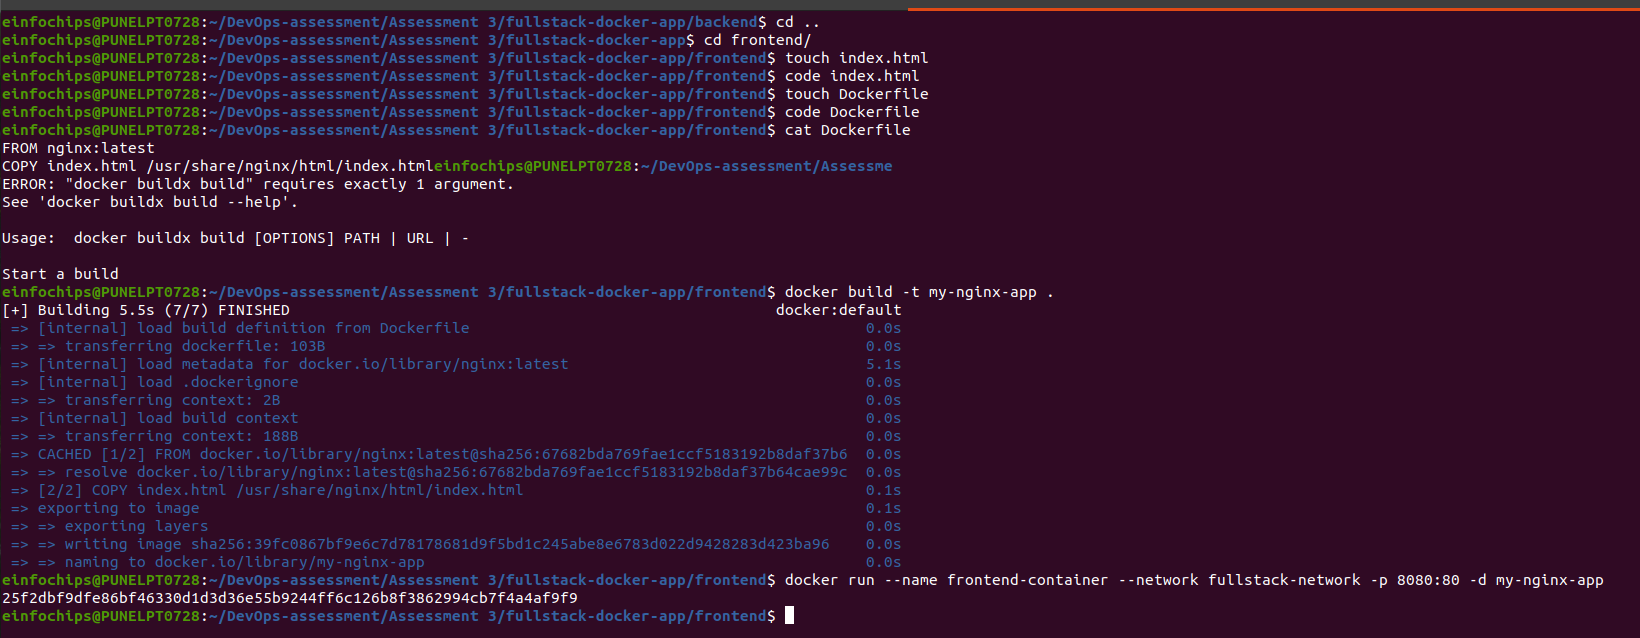 einfochips@PUNELPT0728:~/DevOps-assessment/Assessment 3/fullstack-docker-app/backend$ cd ..
einfochips@PUNELPT0728:~/DevOps-assessment/Assessment 3/fullstack-docker-app$ cd frontend/
einfochips@PUNELPT0728:~/DevOps-assessment/Assessment 3/fullstack-docker-app/frontend$ touch index.html
einfochips@PUNELPT0728:~/DevOps-assessment/Assessment 3/fullstack-docker-app/frontend$ code index.html
einfochips@PUNELPT0728:~/DevOps-assessment/Assessment 3/fullstack-docker-app/frontend$ touch Dockerfile
einfochips@PUNELPT0728:~/DevOps-assessment/Assessment 3/fullstack-docker-app/frontend$ code Dockerfile
einfochips@PUNELPT0728:~/DevOps-assessment/Assessment 3/fullstack-docker-app/frontend$ cat Dockerfile
FROM nginx:latest
COPY index.html /usr/share/nginx/html/index.htmleinfochips@PUNELPT0728:~/DevOps-assessment/Assessme
ERROR: "docker buildx build" requires exactly 1 argument.
See 'docker buildx build --help'.
Usage:  docker buildx build [OPTIONS] PATH | URL | -
Start a build
einfochips@PUNELPT0728:~/DevOps-assessment/Assessment 3/fullstack-docker-app/frontend$ docker build -t my-nginx-app .
[+] Building 5.5s (7/7) FINISHED docker:default
=> [internal] load build definition from Dockerfile 0.0s
=> => transferring dockerfile: 103B 0.0s
=> [internal] load metadata for docker.io/library/nginx:latest 5.1s
=> [internal] load .dockerignore 0.0s
=> => transferring context: 2B 0.0s
=> [internal] load build context 0.0s
=> => transferring context: 188B 0.0s
=> CACHED [1/2] FROM docker.io/library/nginx:latest@sha256:67682bda769fae1ccf5183192b8daf37b6 0.0s
=> => resolve docker.io/library/nginx:latest@sha256:67682bda769fae1ccf5183192b8daf37b64cae99c 0.0s
=> [2/2] COPY index.html /usr/share/nginx/html/index.html 0.1s
=> exporting to image 0.1s
=> => exporting layers 0.0s
=> => writing image sha256:39fc0867bf9e6c7d78178681d9f5bd1c245abe8e6783d022d9428283d423ba96 0.0s
=> => naming to docker.io/library/my-nginx-app 0.0s
einfochips@PUNELPT0728:~/DevOps-assessment/Assessment 3/fullstack-docker-app/frontend$ docker run --name frontend-container --network fullstack-network -p 8080:80 -d my-nginx-app
25f2dbf9dfe86bf46330d1d3d36e55b9244ff6c126b8f3862994cb7f4a4af9f9
einfochips@PUNELPT0728:~/DevOps-assessment/Assessment 3/fullstack-docker-app/frontend$